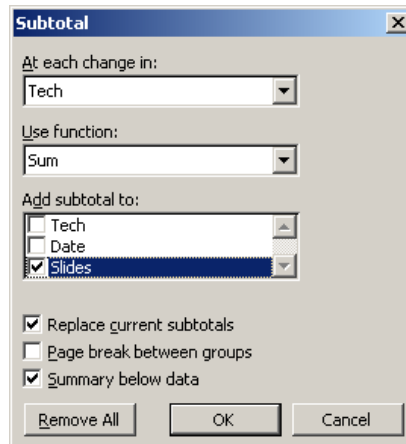 Subtotal
At each change in:
Tech
Use function:
Sum
Add subtotal to:
Tech
Date
Slides
Replace current subtotals
Page break between groups
Summary below data
Remove All OK Cancel